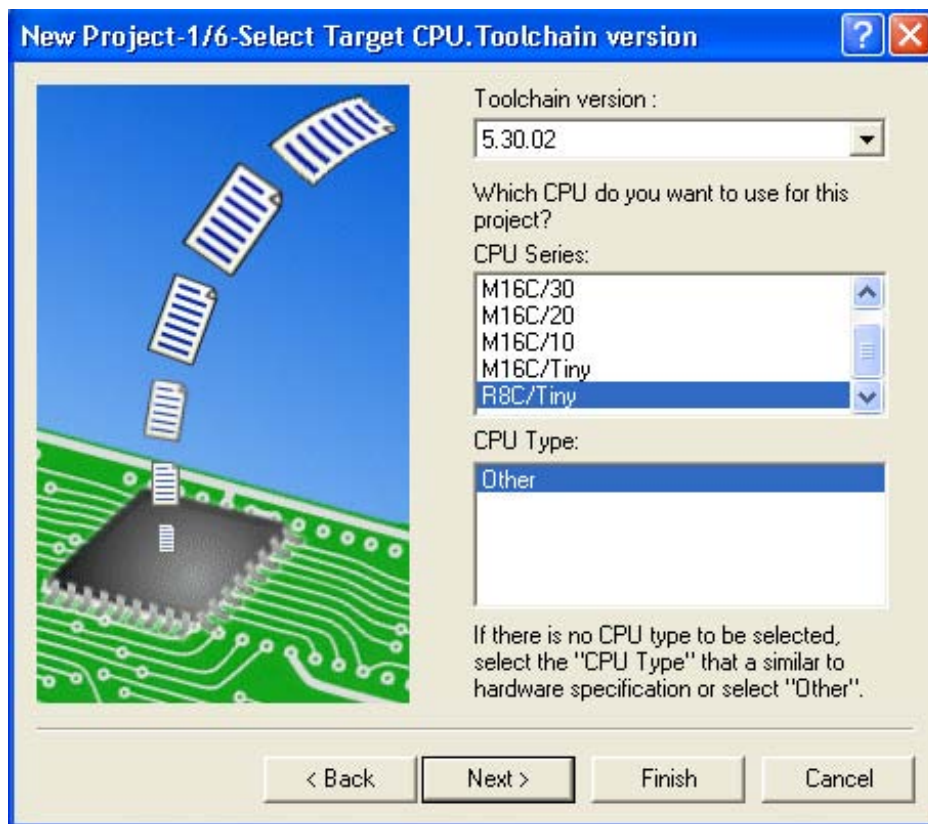 New Project-1/6-Select Target CPU.Toolchain version
Toolchain version :
5.30.02
Which CPU do you want to use for this
project?
CPU Series:
M16C/30
M16C/20
M16C/10
M16C/Tiny
R8C/Tiny
CPU Type:
Other
If there is no CPU type to be selected,
select the "CPU Type" that a similar to
hardware specification or select "Other".
< Back
Next >
Finish
Cancel